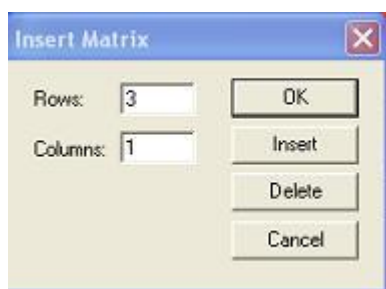 Insert Matrix
Rows: 3
OK
Columns: 1
Insert
Delete
Cancel